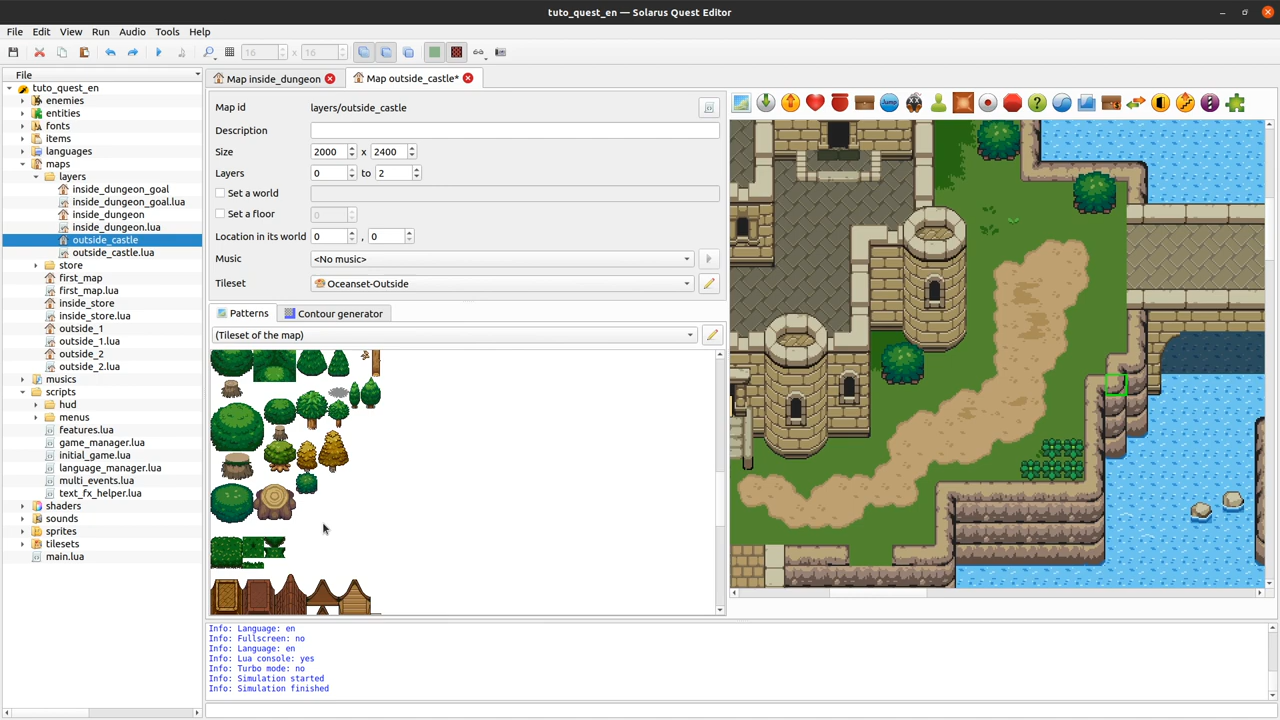 tuto_quest_en — Solarus Quest Editor
File Edit View Run Audio Tools Help
16 x 16
File
tuto_quest_en
enemies
entities
fonts
items
languages
maps
layers
inside_dungeon_goal
inside_dungeon_goal.lua
inside_dungeon
inside_dungeon.lua
outside_castle
outside_castle.lua
store
first_map
first_map.lua
inside_store
inside_store.lua
outside_1
outside_1.lua
outside_2
outside_2.lua
musics
scripts
hud
menus
features.lua
game_manager.lua
initial_game.lua
language_manager.lua
multi_events.lua
text_fx_helper.lua
shaders
sounds
sprites
tilesets
main.lua
Map inside_dungeon
Map outside_castle*
Map id layers/outside_castle
Description
Size 2000 x 2400
Layers 0 to 2
Set a world
Set a floor 0
Location in its world 0 , 0
Music <No music>
Tileset Oceanset-Outside
Patterns Contour generator
(Tileset of the map)
Jump
Info: Language: en
Info: Fullscreen: no
Info: Language: en
Info: Lua console: yes
Info: Turbo mode: no
Info: Simulation started
Info: Simulation finished